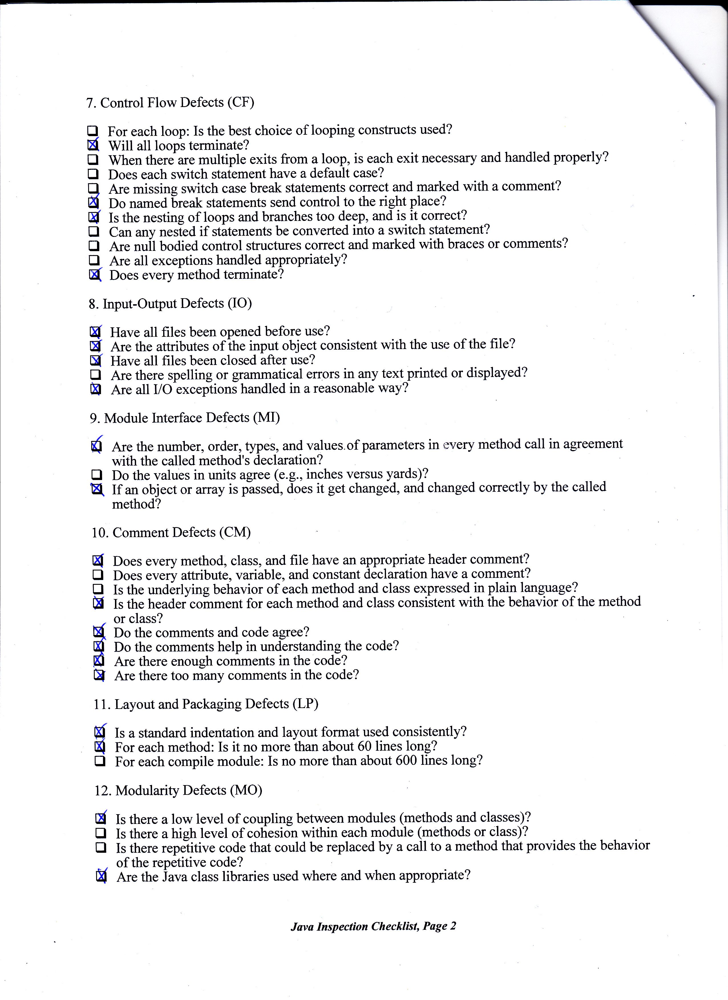 7. Control Flow Defects (CF)
☐ For each loop: Is the best choice of looping constructs used?
☒ Will all loops terminate?
☐ When there are multiple exits from a loop, is each exit necessary and handled properly?
☐ Does each switch statement have a default case?
☐ Are missing switch case break statements correct and marked with a comment?
☒ Do named break statements send control to the right place?
☒ Is the nesting of loops and branches too deep, and is it correct?
☐ Can any nested if statements be converted into a switch statement?
☐ Are null bodied control structures correct and marked with braces or comments?
☐ Are all exceptions handled appropriately?
☒ Does every method terminate?
8. Input-Output Defects (IO)
☒ Have all files been opened before use?
☒ Are the attributes of the input object consistent with the use of the file?
☒ Have all files been closed after use?
☐ Are there spelling or grammatical errors in any text printed or displayed?
☒ Are all I/O exceptions handled in a reasonable way?
9. Module Interface Defects (MI)
☒ Are the number, order, types, and values of parameters in every method call in agreement
with the called method's declaration?
☐ Do the values in units agree (e.g., inches versus yards)?
☒ If an object or array is passed, does it get changed, and changed correctly by the called
method?
10. Comment Defects (CM)
☒ Does every method, class, and file have an appropriate header comment?
☐ Does every attribute, variable, and constant declaration have a comment?
☐ Is the underlying behavior of each method and class expressed in plain language?
☒ Is the header comment for each method and class consistent with the behavior of the method
or class?
☒ Do the comments and code agree?
☒ Do the comments help in understanding the code?
☒ Are there enough comments in the code?
☒ Are there too many comments in the code?
11. Layout and Packaging Defects (LP)
☒ Is a standard indentation and layout format used consistently?
☒ For each method: Is it no more than about 60 lines long?
☐ For each compile module: Is no more than about 600 lines long?
12. Modularity Defects (MO)
☒ Is there a low level of coupling between modules (methods and classes)?
☐ Is there a high level of cohesion within each module (methods or class)?
☐ Is there repetitive code that could be replaced by a call to a method that provides the behavior
of the repetitive code?
☒ Are the Java class libraries used where and when appropriate?
Java Inspection Checklist, Page 2